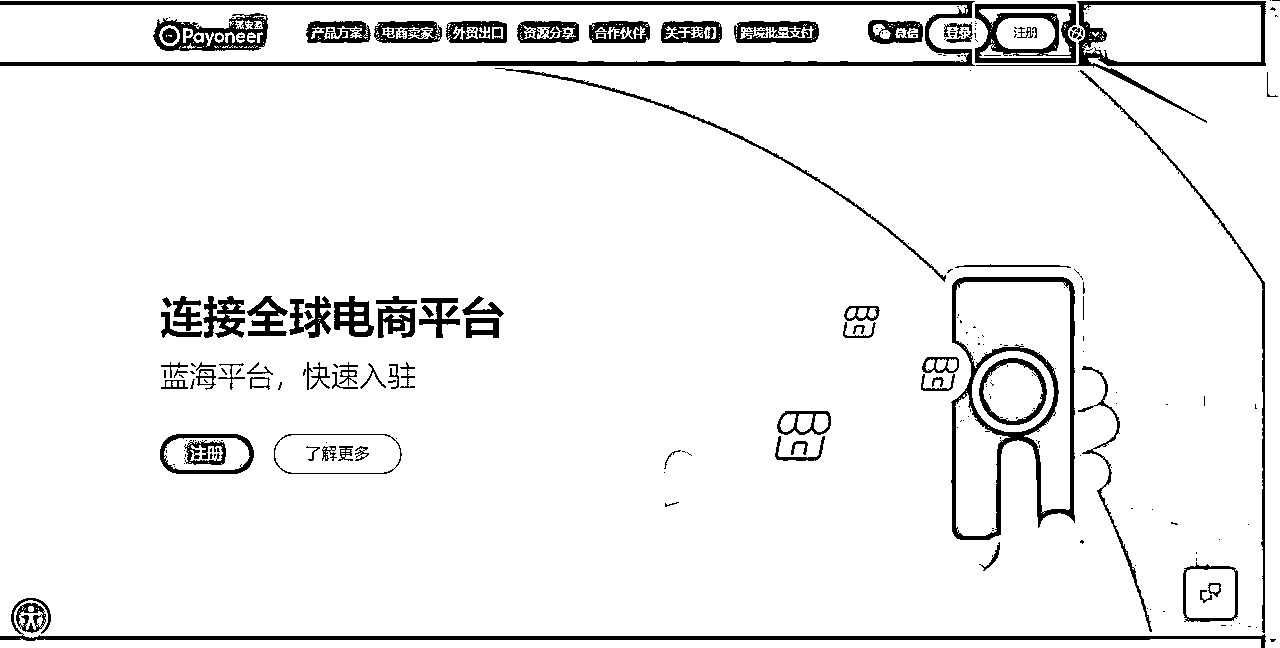 Payoneer
产品方案 电商卖家 外贸出口 资源分享 合作伙伴 关于我们 跨境批量支付 微信 登录 注册
连接全球电商平台
蓝海平台，快速入驻
注册 了解更多